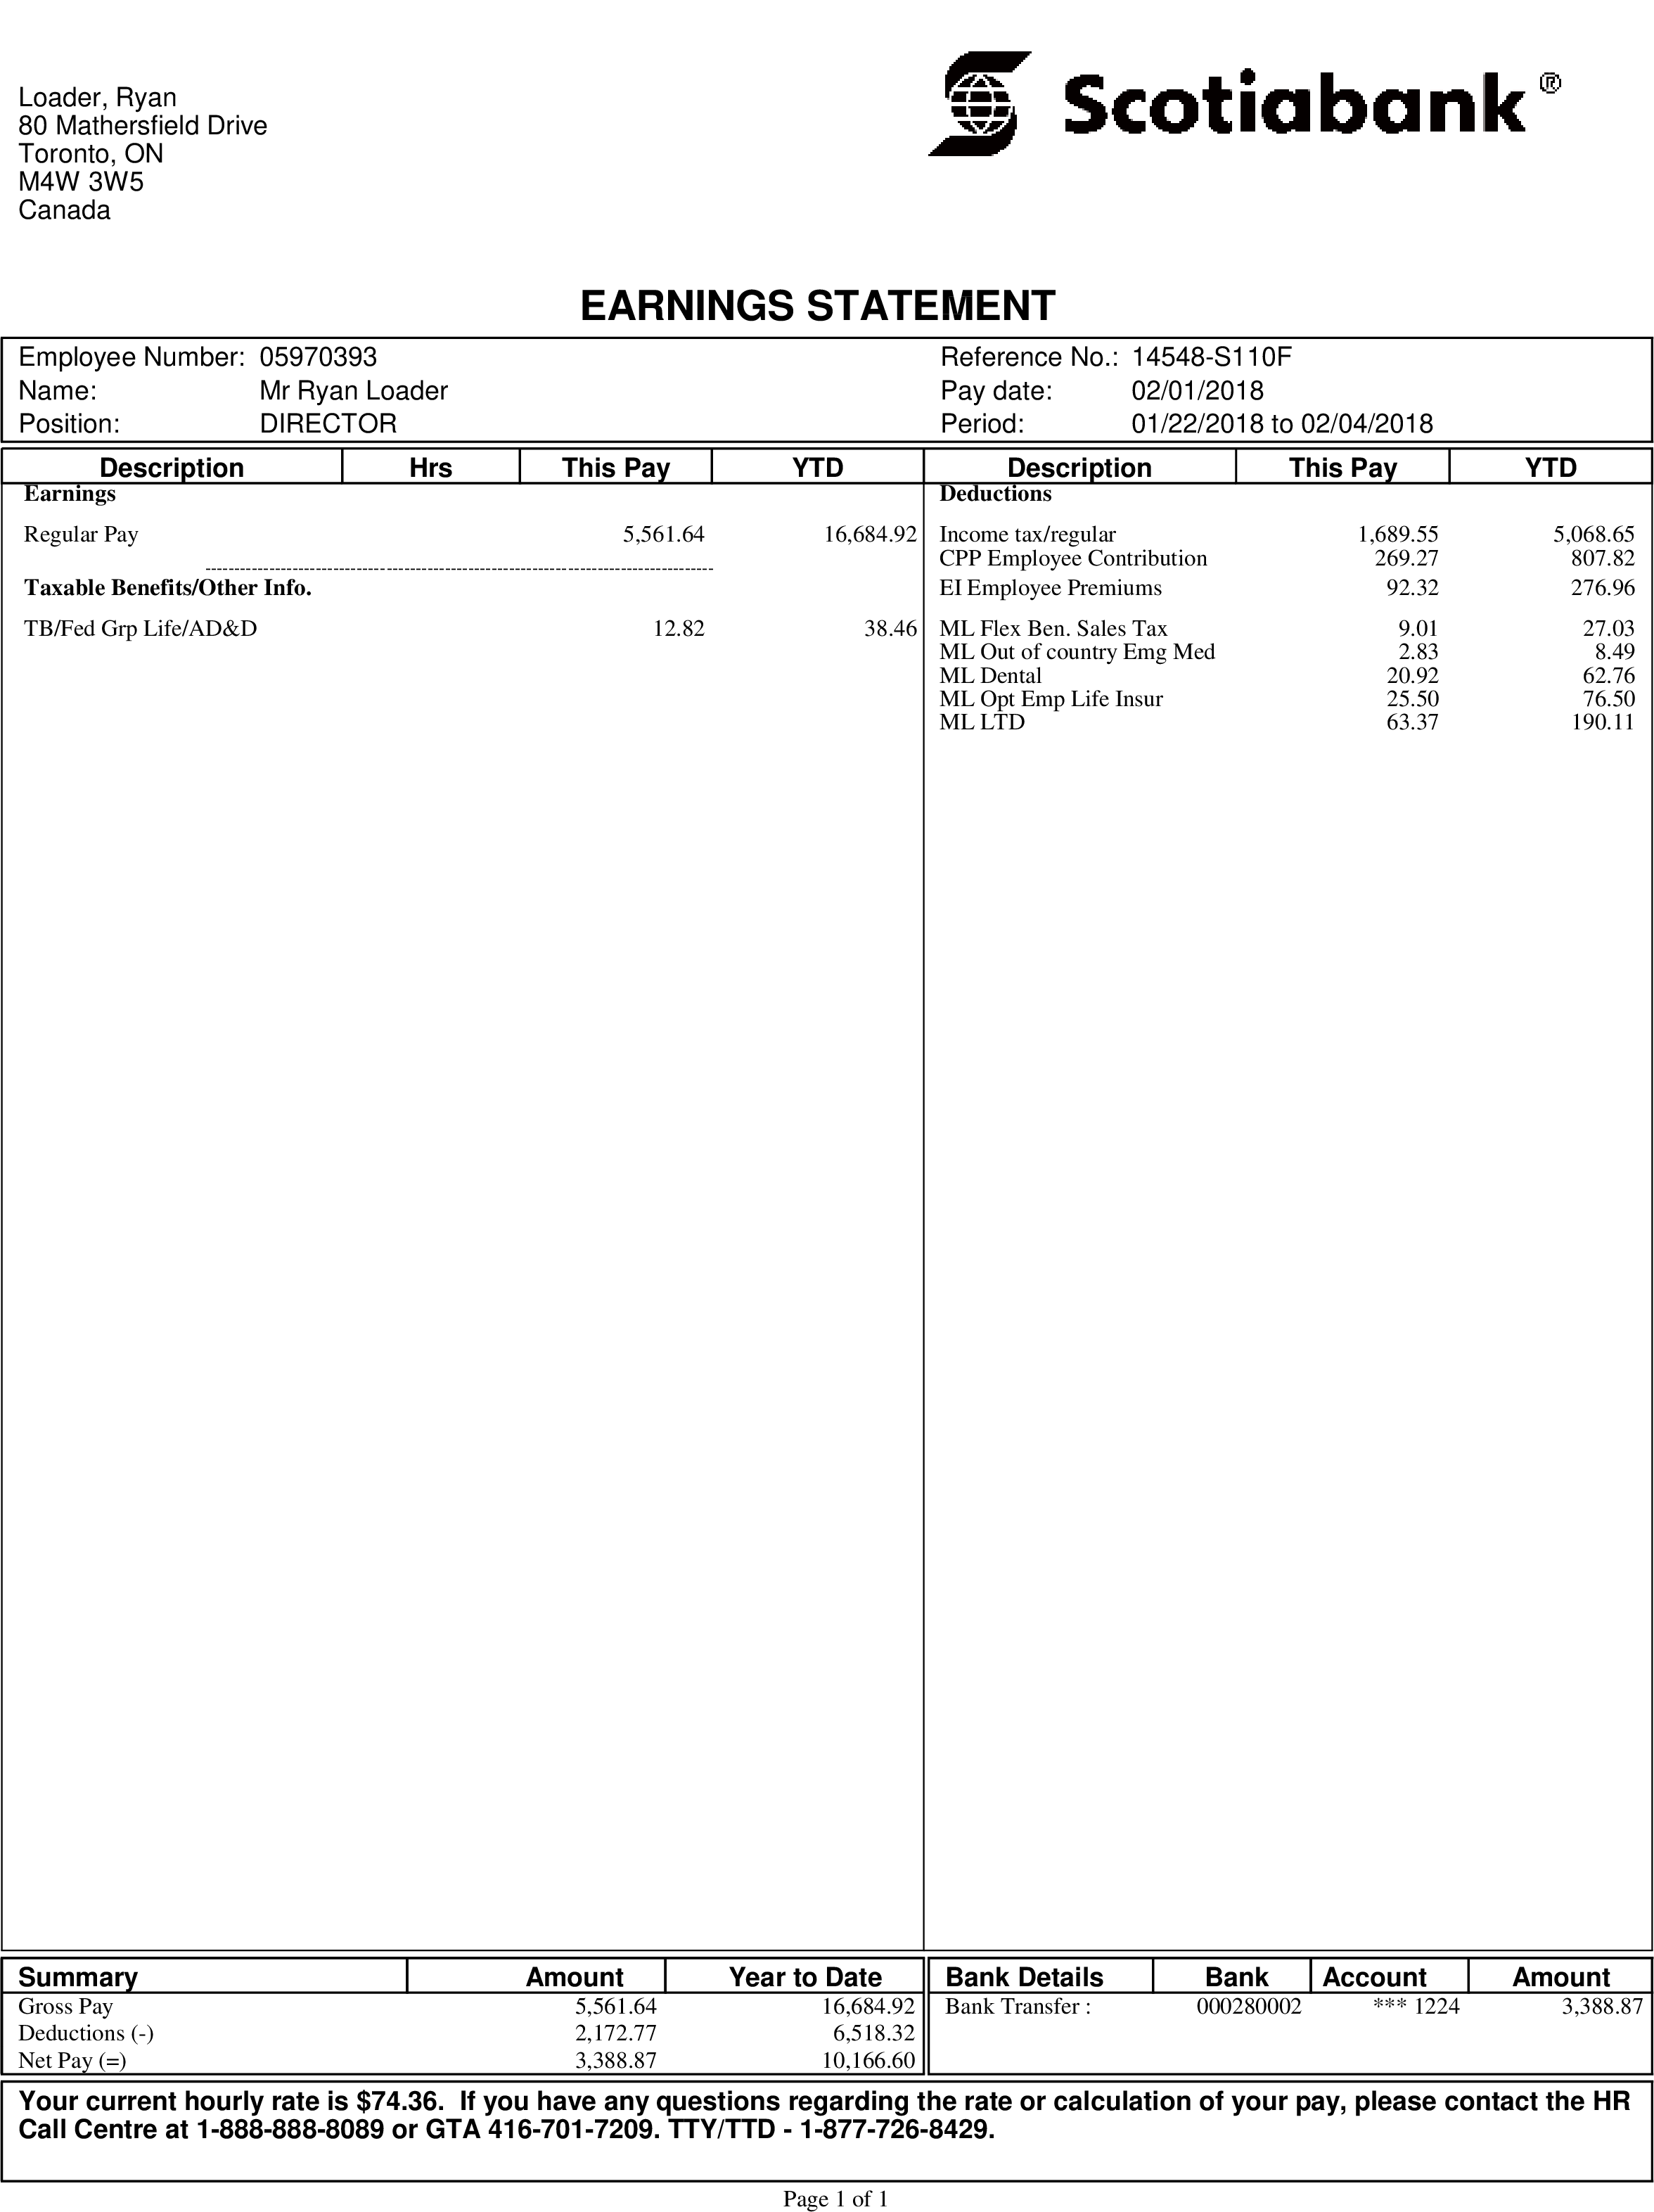 Loader, Ryan
80 Mathersfield Drive
Toronto, ON
M4W 3W5
Canada
Scotiabank ®
EARNINGS STATEMENT
Employee Number: 05970393 Reference No.: 14548-S110F
Name: Mr Ryan Loader Pay date: 02/01/2018
Position: DIRECTOR Period: 01/22/2018 to 02/04/2018
Description Hrs This Pay YTD Description This Pay YTD
Earnings Deductions
Regular Pay 5,561.64 16,684.92 Income tax/regular 1,689.55 5,068.65
CPP Employee Contribution 269.27 807.82
Taxable Benefits/Other Info. EI Employee Premiums 92.32 276.96
TB/Fed Grp Life/AD&D 12.82 38.46 ML Flex Ben. Sales Tax 9.01 27.03
ML Out of country Emg Med 2.83 8.49
ML Dental 20.92 62.76
ML Opt Emp Life Insur 25.50 76.50
ML LTD 63.37 190.11
Summary Amount Year to Date Bank Details Bank Account Amount
Gross Pay 5,561.64 16,684.92 Bank Transfer : 000280002 *** 1224 3,388.87
Deductions (-) 2,172.77 6,518.32
Net Pay (=) 3,388.87 10,166.60
Your current hourly rate is $74.36. If you have any questions regarding the rate or calculation of your pay, please contact the HR
Call Centre at 1-888-888-8089 or GTA 416-701-7209. TTY/TTD - 1-877-726-8429.
Page 1 of 1